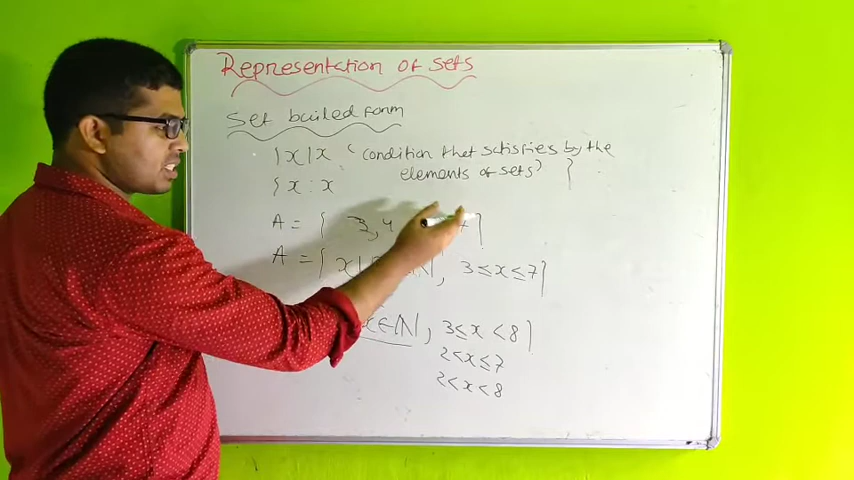 Representation of sets
Set builed form
{x|x (condition that satisfies by the
{x : x elements of sets) }
A = { 3, 4 7}
A = { x| N, 3≤x≤7}
x∈N, 3≤x<8}
2<x≤7
2<x<8